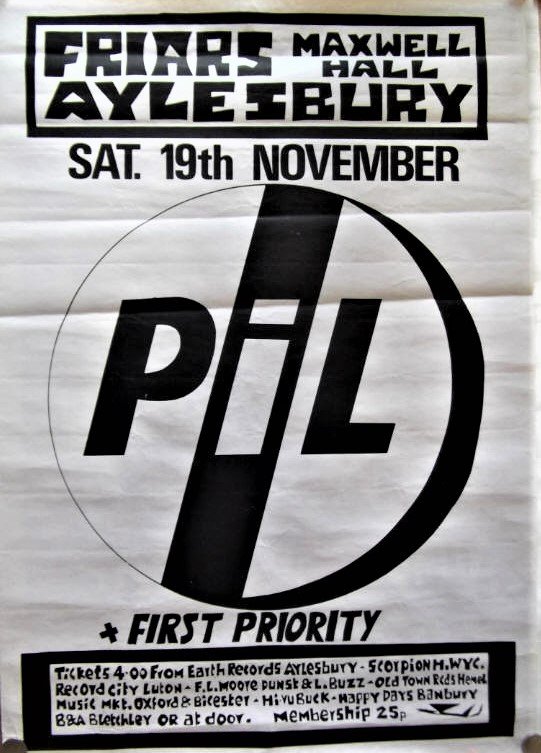 FRIARS MAXWELL HALL
AYLESBURY
SAT. 19th NOVEMBER
PiL
+ FIRST PRIORITY
Tickets 4.00 From Earth Records Aylesbury - Scorpion H.WYC.
Record City Luton - F.L. Moore Dunst & L. Buzz - Old Town Rcds Hemel
Music Mkt. Oxford & Bicester - Hi-Vu Buck - Happy Days Banbury
B&A Bletchley or at door. Membership 25p